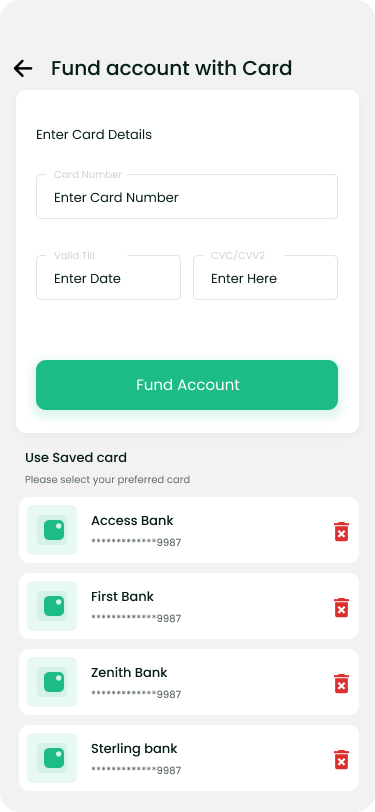 Fund account with Card
Enter Card Details
Card Number
Enter Card Number
Valid Till
CVC/CVV2
Enter Date
Enter Here
Fund Account
Use Saved card
Please select your preferred card
Access Bank
*************9987
First Bank
*************9987
Zenith Bank
*************9987
Sterling bank
*************9987